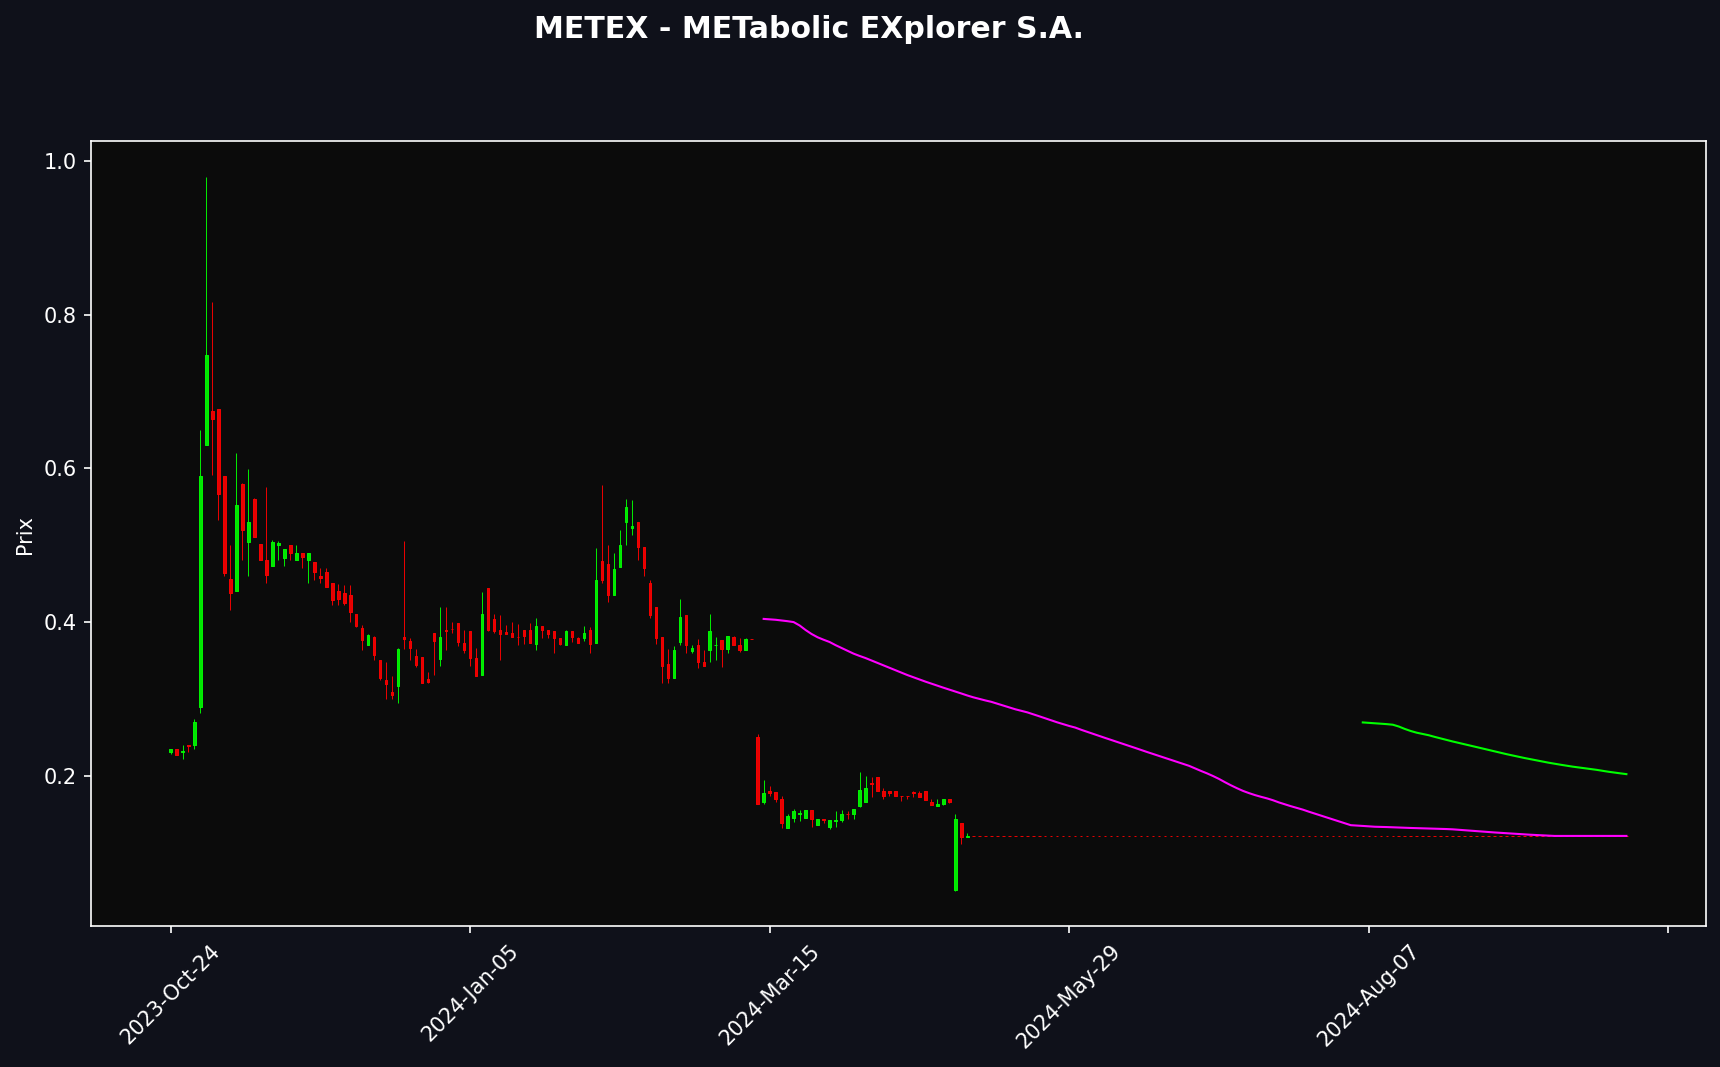 METEX - METabolic EXplorer S.A.
Prix
1.0
0.8
0.6
0.4
0.2
2023-Oct-24
2024-Jan-05
2024-Mar-15
2024-May-29
2024-Aug-07